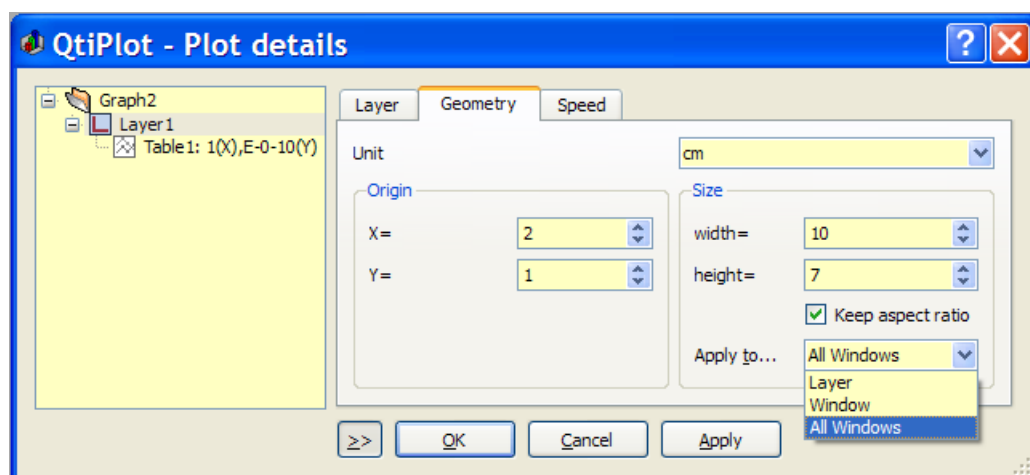 QtiPlot - Plot details
Graph2
Layer1
Table1: 1(X),E-0-10(Y)
Layer Geometry Speed
Unit cm
Origin Size
X= 2 width= 10
Y= 1 height= 7
Keep aspect ratio
Apply to... All Windows
Layer
Window
All Windows
>> OK Cancel Apply